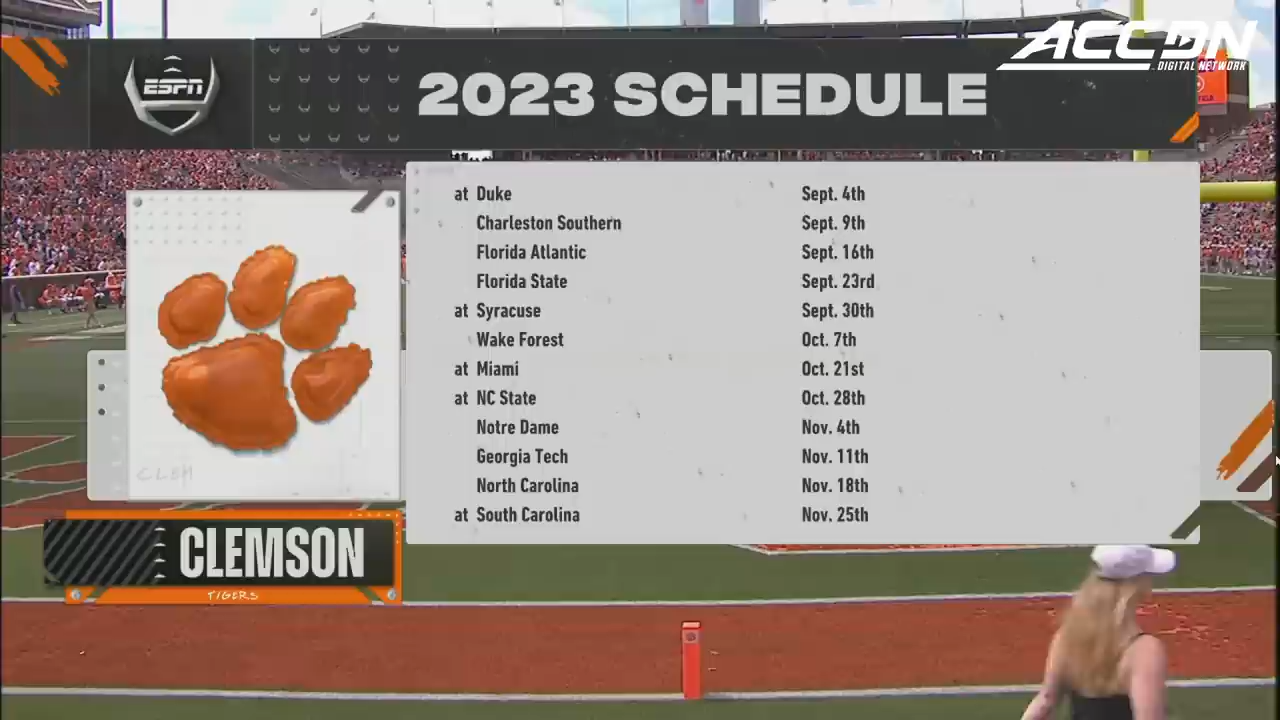 ACCDN
DIGITAL NETWORK
ESPN
2023 SCHEDULE
at Duke Sept. 4th
Charleston Southern Sept. 9th
Florida Atlantic Sept. 16th
Florida State Sept. 23rd
at Syracuse Sept. 30th
Wake Forest Oct. 7th
at Miami Oct. 21st
at NC State Oct. 28th
Notre Dame Nov. 4th
Georgia Tech Nov. 11th
North Carolina Nov. 18th
at South Carolina Nov. 25th
CLEM
CLEMSON
TIGERS